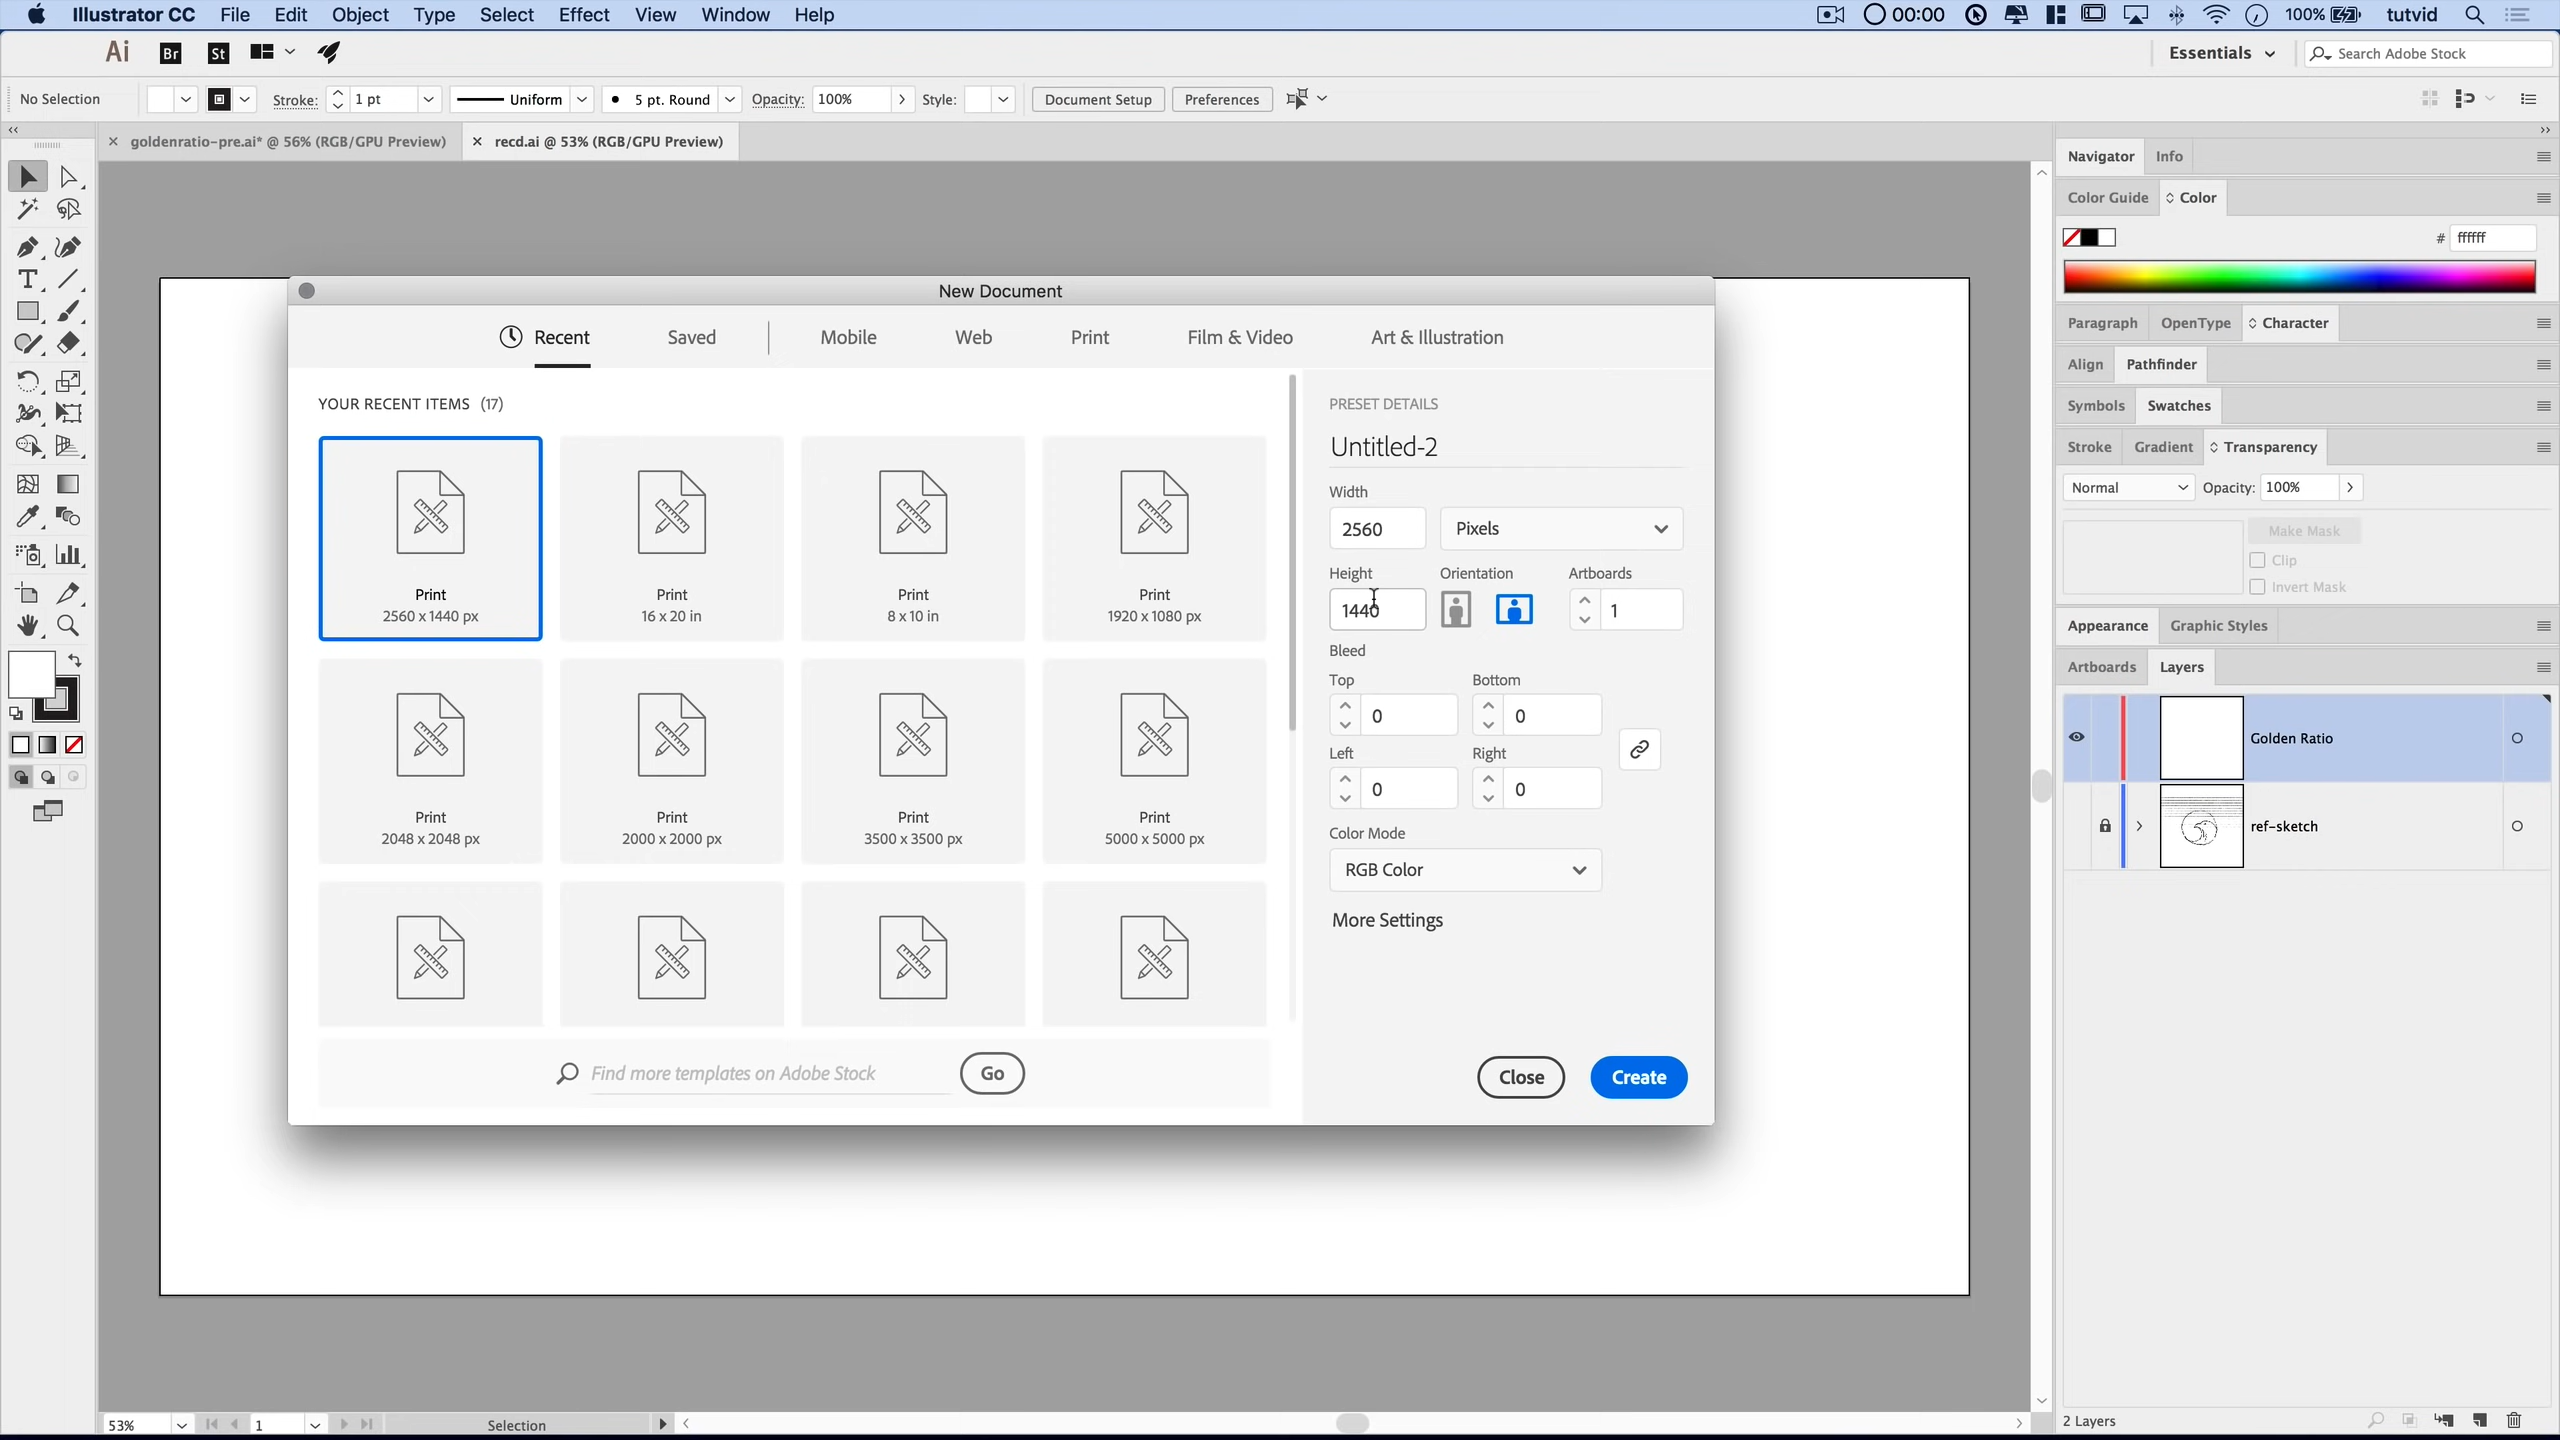 Illustrator CC File Edit Object Type Select Effect View Window Help 00:00 100% tutvid
Ai Br St Essentials Search Adobe Stock
No Selection Stroke: 1 pt Uniform 5 pt. Round Opacity: 100% Style: Document Setup Preferences
goldenratio-pre.ai* @ 56% (RGB/GPU Preview) recd.ai @ 53% (RGB/GPU Preview)
New Document
Recent Saved Mobile Web Print Film & Video Art & Illustration
YOUR RECENT ITEMS (17)
Print
2560 x 1440 px
Print
16 x 20 in
Print
8 x 10 in
Print
1920 x 1080 px
Print
2048 x 2048 px
Print
2000 x 2000 px
Print
3500 x 3500 px
Print
5000 x 5000 px
Find more templates on Adobe Stock Go
PRESET DETAILS
Untitled-2
Width
2560 Pixels
Height Orientation Artboards
1440 1
Bleed
Top Bottom
0 0
Left Right
0 0
Color Mode
RGB Color
More Settings
Close Create
Navigator Info
Color Guide Color
# ffffff
Paragraph OpenType Character
Align Pathfinder
Symbols Swatches
Stroke Gradient Transparency
Normal Opacity: 100%
Make Mask
Clip
Invert Mask
Appearance Graphic Styles
Artboards Layers
Golden Ratio
ref-sketch
2 Layers
53% 1 Selection